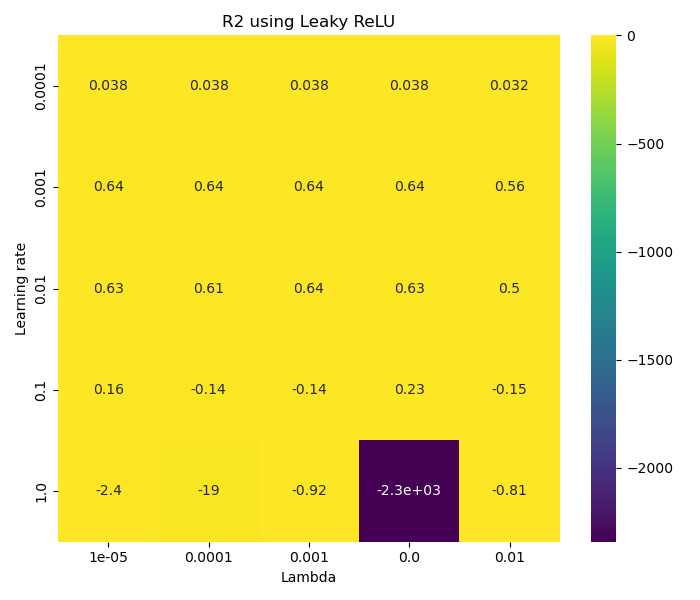 R2 using Leaky ReLU
0.0001 0.038 0.038 0.038 0.038 0.032
0.001 0.64 0.64 0.64 0.64 0.56
0.01 0.63 0.61 0.64 0.63 0.5
0.1 0.16 -0.14 -0.14 0.23 -0.15
1.0 -2.4 -19 -0.92 -2.3e+03 -0.81
1e-05 0.0001 0.001 0.0 0.01
Lambda
Learning rate
0
−500
−1000
−1500
−2000